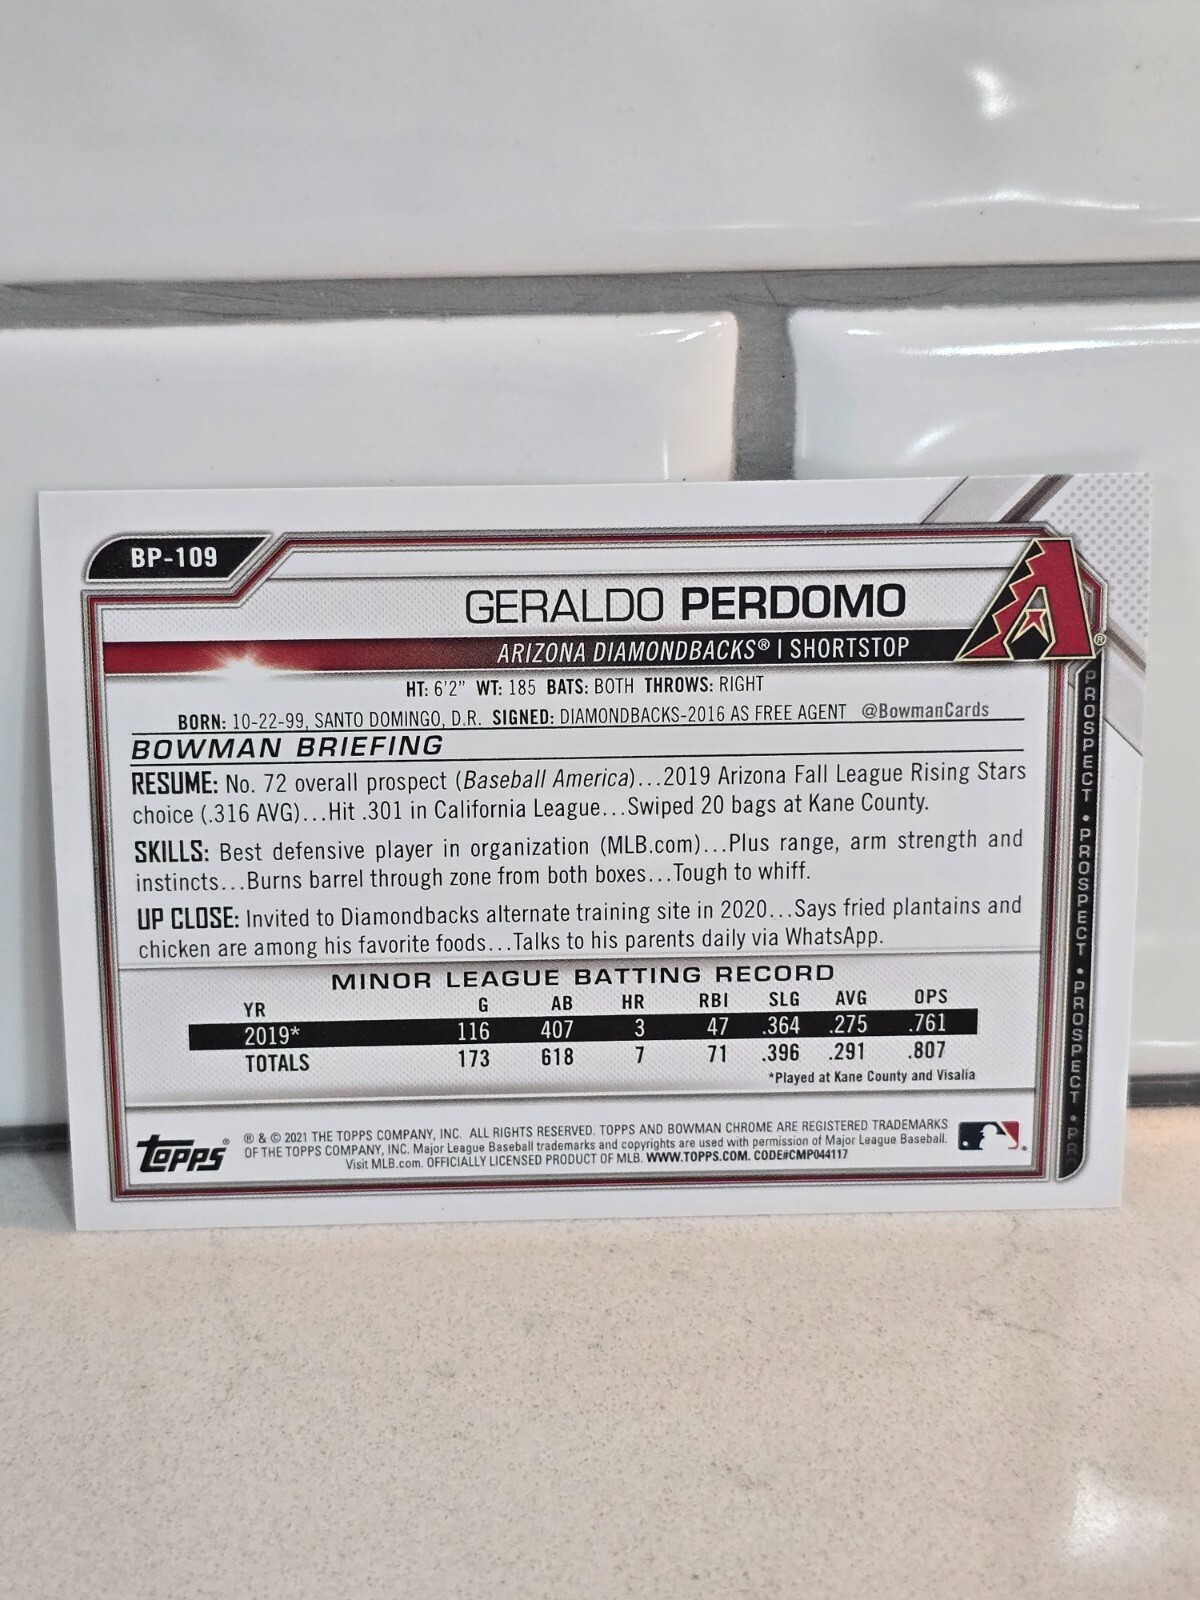 BP-109
GERALDO PERDOMO
ARIZONA DIAMONDBACKS® | SHORTSTOP
HT: 6'2" WT: 185 BATS: BOTH THROWS: RIGHT
BORN: 10-22-99, SANTO DOMINGO, D.R. SIGNED: DIAMONDBACKS-2016 AS FREE AGENT @BowmanCards
BOWMAN BRIEFING
RESUME: No. 72 overall prospect (Baseball America)...2019 Arizona Fall League Rising Stars
choice (.316 AVG)...Hit .301 in California League...Swiped 20 bags at Kane County.
SKILLS: Best defensive player in organization (MLB.com)...Plus range, arm strength and
instincts...Burns barrel through zone from both boxes...Tough to whiff.
UP CLOSE: Invited to Diamondbacks alternate training site in 2020...Says fried plantains and
chicken are among his favorite foods...Talks to his parents daily via WhatsApp.
MINOR LEAGUE BATTING RECORD
YR G AB HR RBI SLG AVG OPS
2019* 116 407 3 47 .364 .275 .761
TOTALS 173 618 7 71 .396 .291 .807
*Played at Kane County and Visalia
Topps® ® & © 2021 THE TOPPS COMPANY, INC. ALL RIGHTS RESERVED. TOPPS AND BOWMAN CHROME ARE REGISTERED TRADEMARKS
OF THE TOPPS COMPANY, INC. Major League Baseball trademarks and copyrights are used with permission of Major League Baseball.
Visit MLB.com. OFFICIALLY LICENSED PRODUCT OF MLB. WWW.TOPPS.COM. CODE#CMP044117
A®
PROSPECT • PROSPECT • PROSPECT • PRO